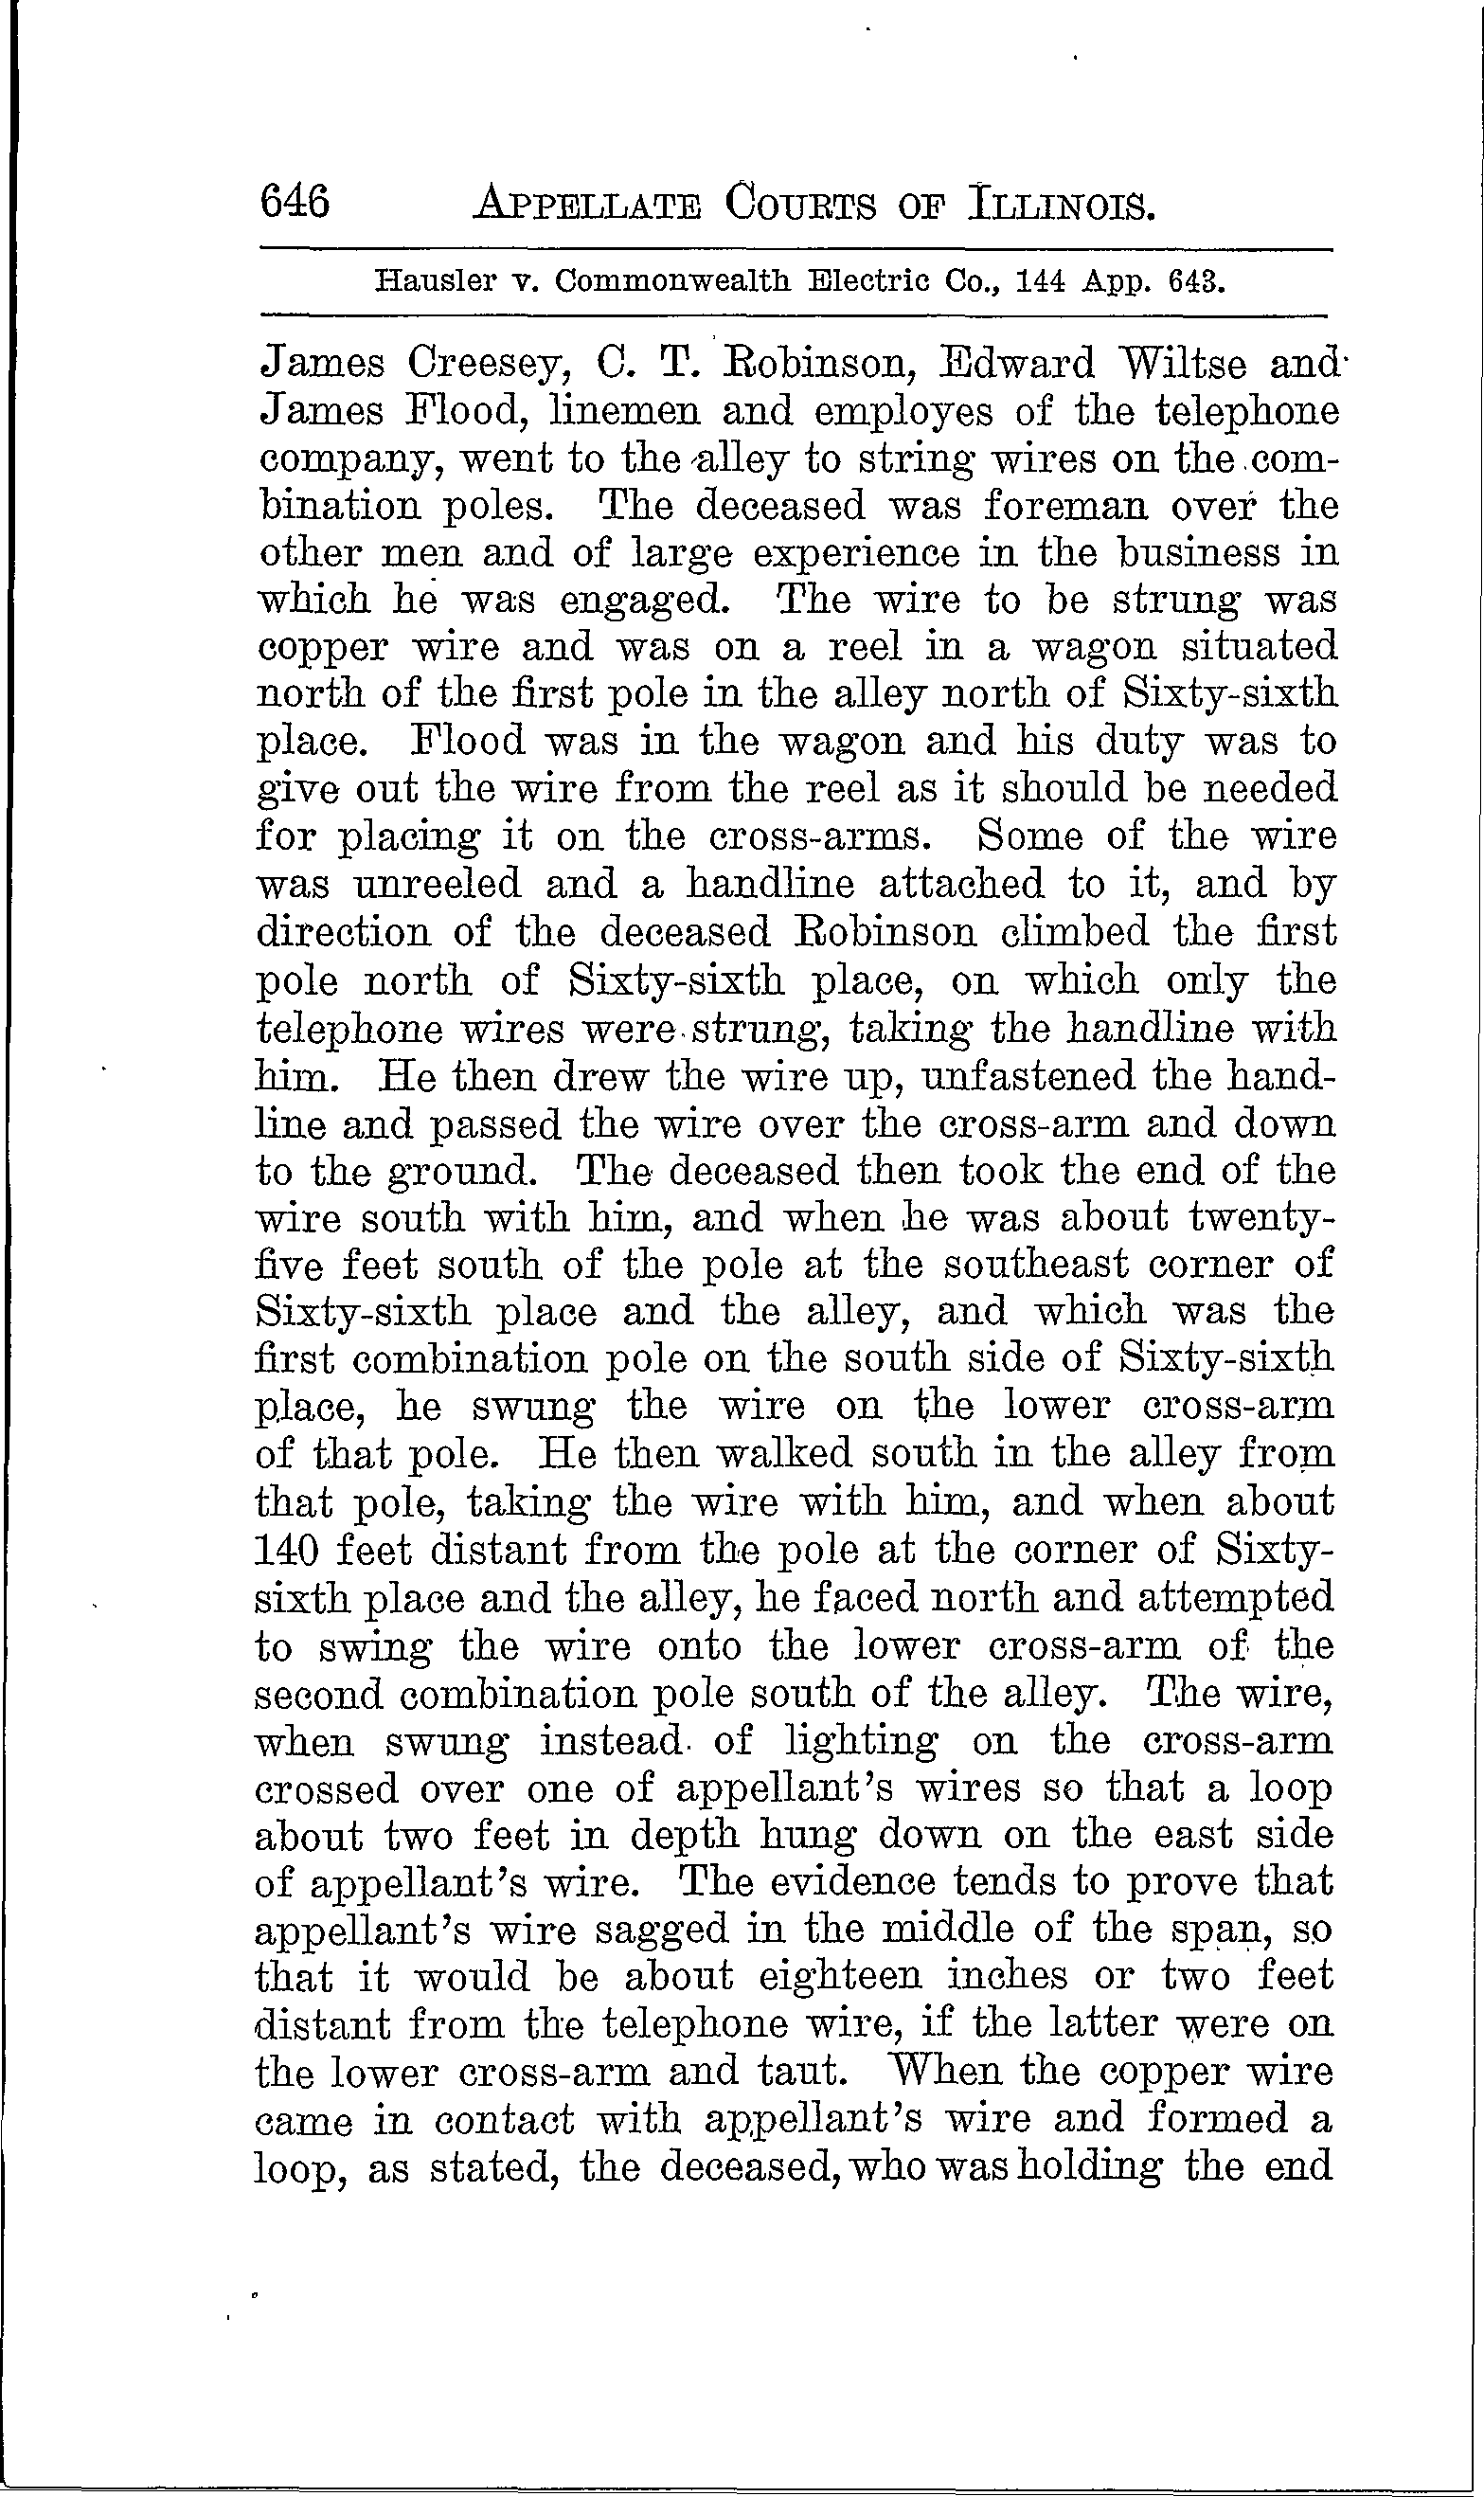 646 APPELLATE COURTS OF ILLINOIS.
Hausler v. Commonwealth Electric Co., 144 App. 643.
James Creesey, C. T. Robinson, Edward Wiltse and
James Flood, linemen and employes of the telephone
company, went to the alley to string wires on the com-
bination poles. The deceased was foreman over the
other men and of large experience in the business in
which he was engaged. The wire to be strung was
copper wire and was on a reel in a wagon situated
north of the first pole in the alley north of Sixty-sixth
place. Flood was in the wagon and his duty was to
give out the wire from the reel as it should be needed
for placing it on the cross-arms. Some of the wire
was unreeled and a handline attached to it, and by
direction of the deceased Robinson climbed the first
pole north of Sixty-sixth place, on which only the
telephone wires were strung, taking the handline with
him. He then drew the wire up, unfastened the hand-
line and passed the wire over the cross-arm and down
to the ground. The deceased then took the end of the
wire south with him, and when he was about twenty-
five feet south of the pole at the southeast corner of
Sixty-sixth place and the alley, and which was the
first combination pole on the south side of Sixty-sixth
place, he swung the wire on the lower cross-arm
of that pole. He then walked south in the alley from
that pole, taking the wire with him, and when about
140 feet distant from the pole at the corner of Sixty-
sixth place and the alley, he faced north and attempted
to swing the wire onto the lower cross-arm of the
second combination pole south of the alley. The wire,
when swung instead of lighting on the cross-arm
crossed over one of appellant's wires so that a loop
about two feet in depth hung down on the east side
of appellant's wire. The evidence tends to prove that
appellant's wire sagged in the middle of the span, so
that it would be about eighteen inches or two feet
distant from the telephone wire, if the latter were on
the lower cross-arm and taut. When the copper wire
came in contact with appellant's wire and formed a
loop, as stated, the deceased, who was holding the end